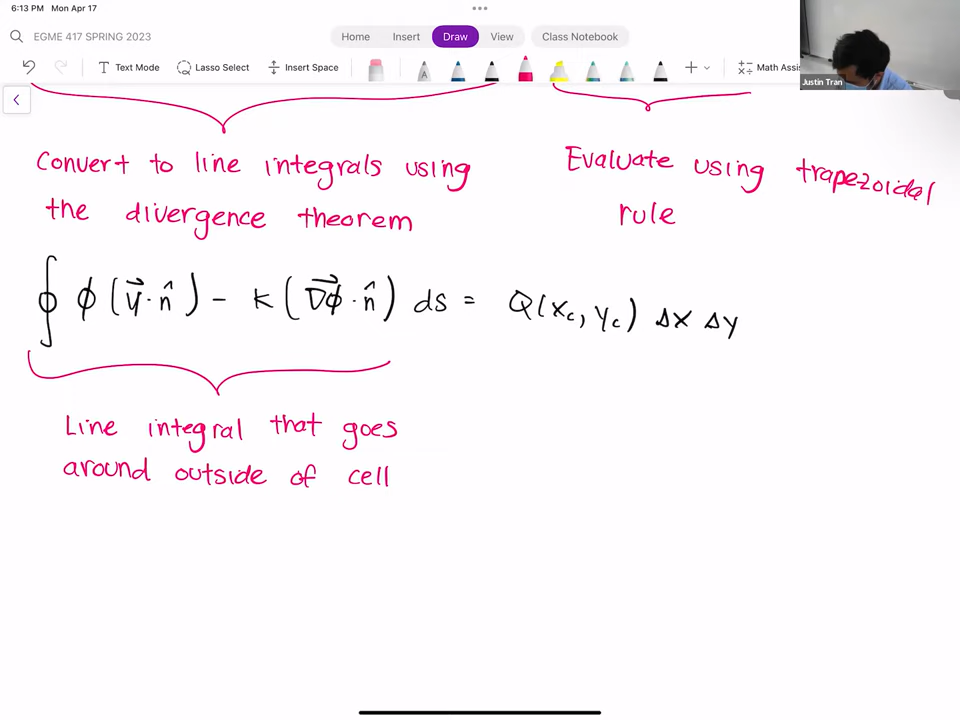 6:13 PM Mon Apr 17
EGME 417 SPRING 2023
Home Insert Draw View Class Notebook
Text Mode Lasso Select Insert Space Math Assis
Justin Tran
Convert to line integrals using
the divergence theorem
Evaluate using trapezoidal
rule
∮ ϕ(V⃗·n̂) − k(∇⃗ϕ·n̂) ds = Q(xc, yc) Δx Δy
Line integral that goes
around outside of cell